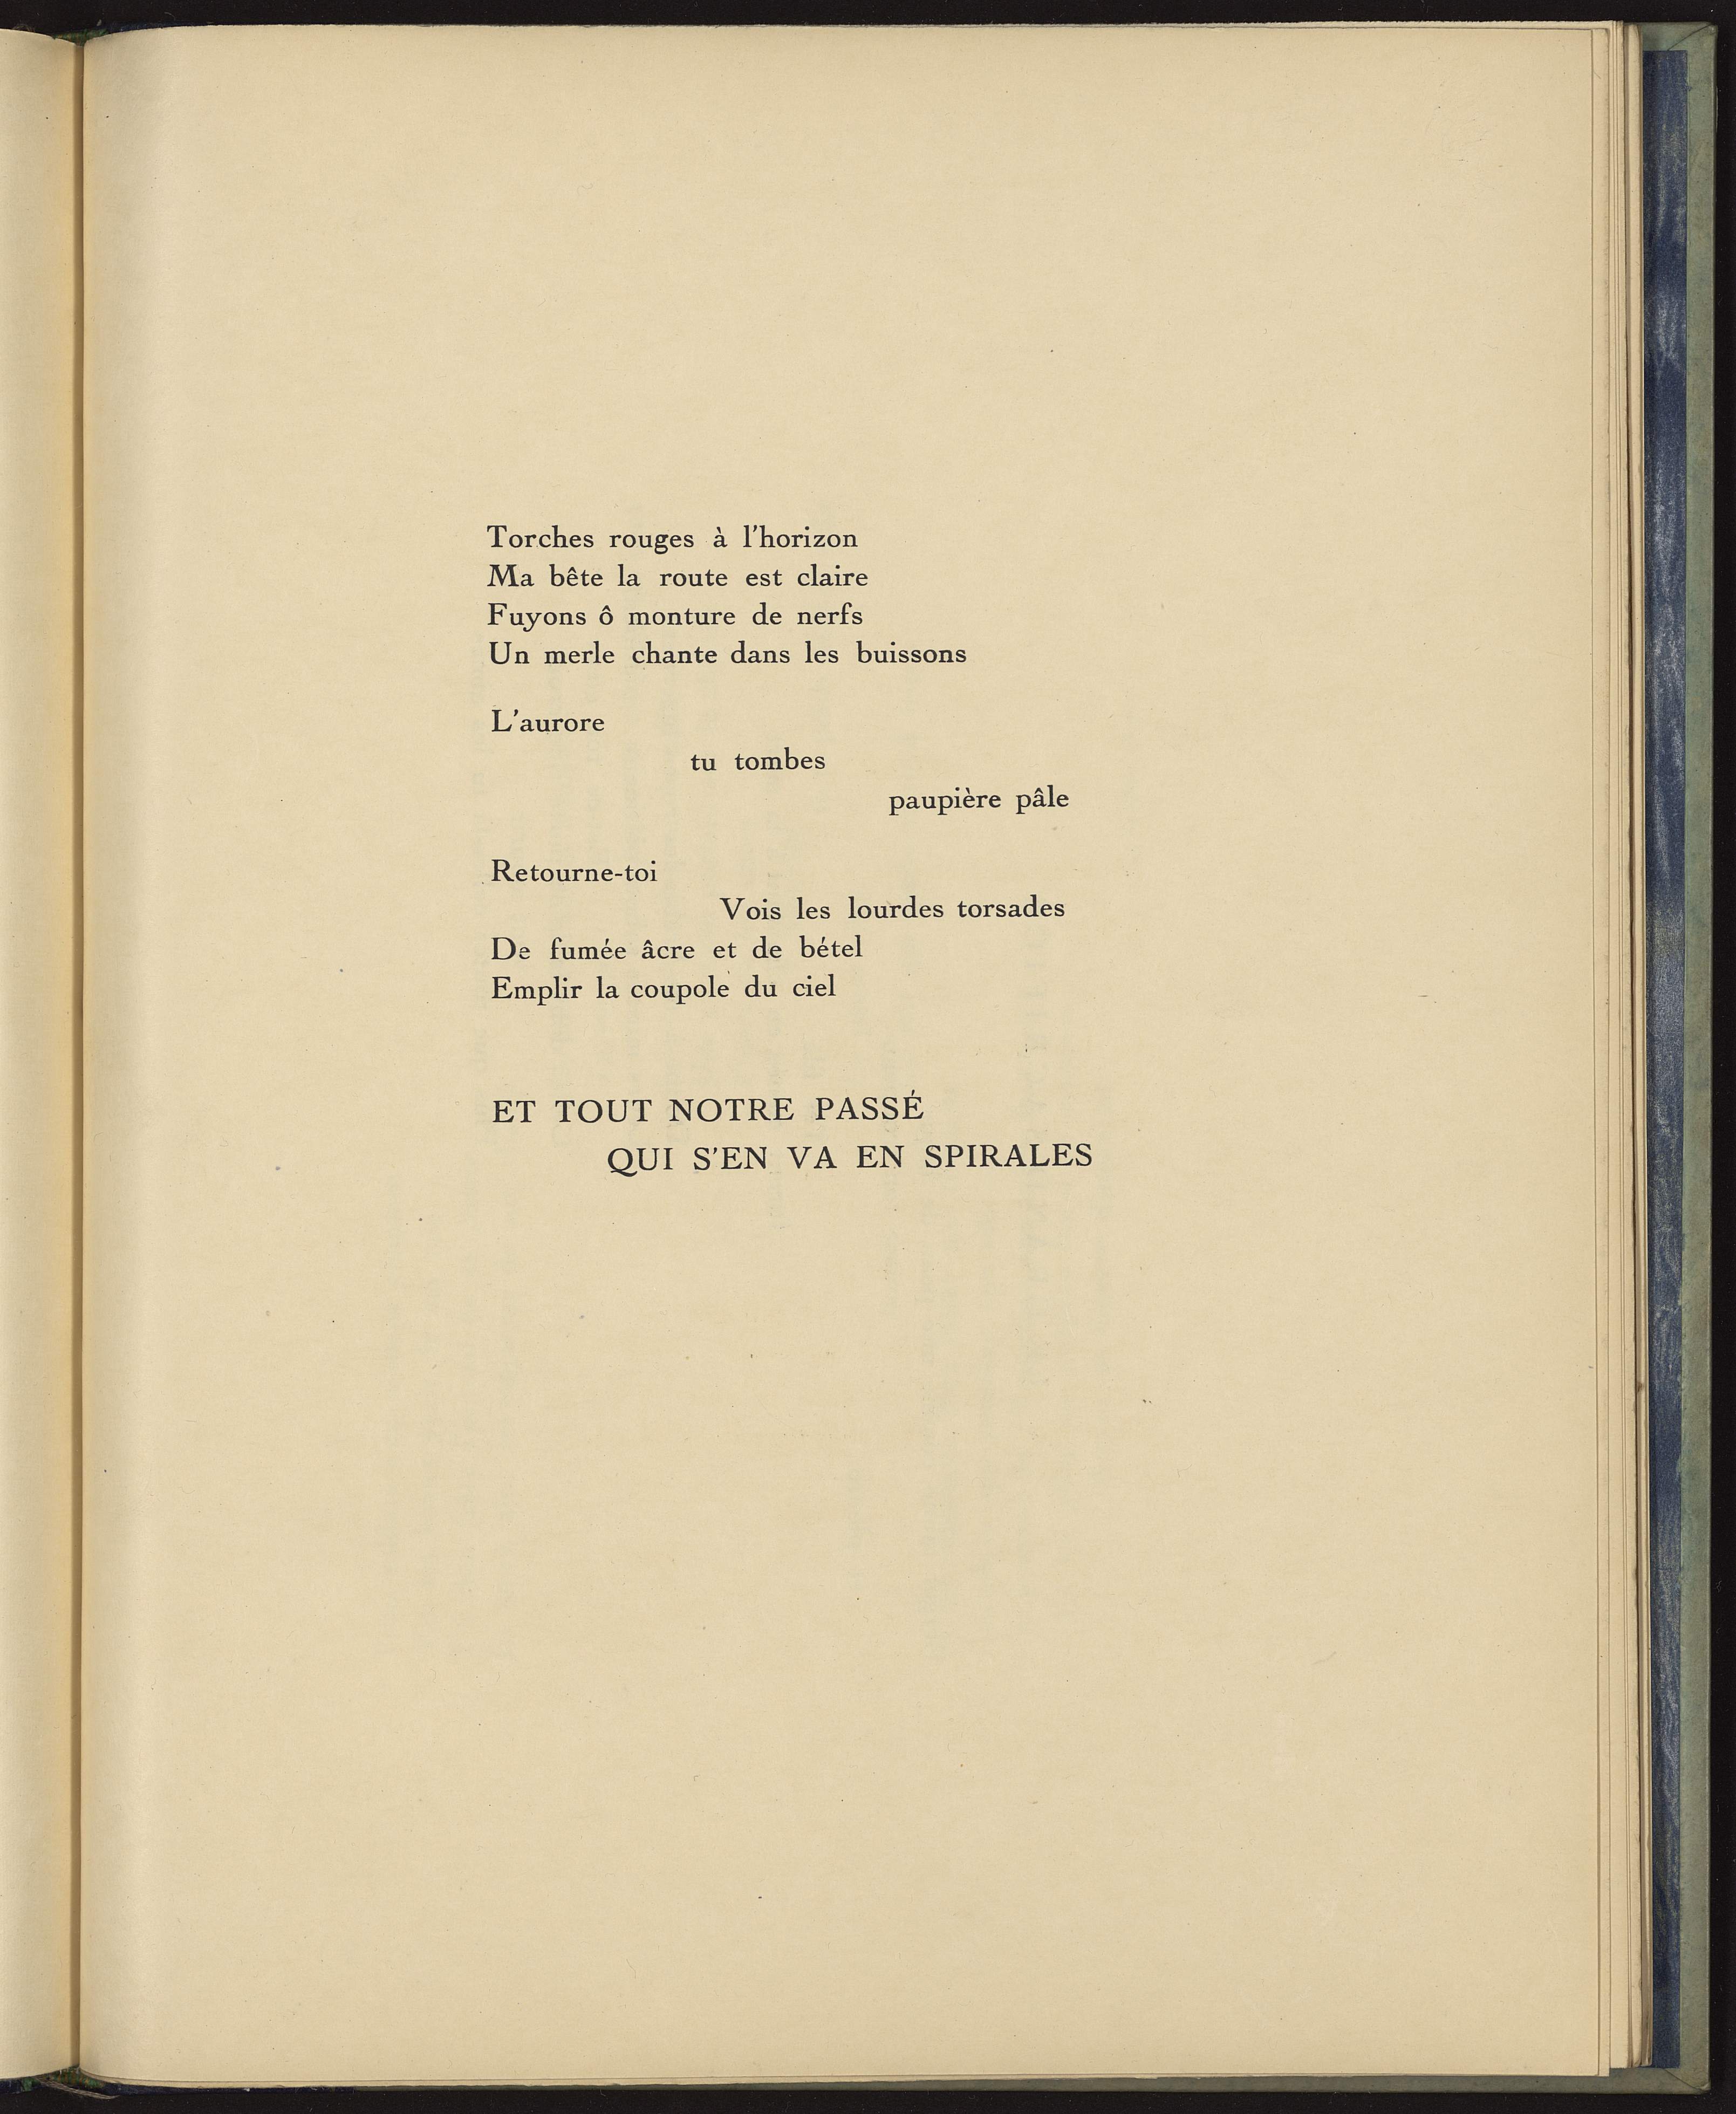 Torches rouges à l'horizon
Ma bête la route est claire
Fuyons ô monture de nerfs
Un merle chante dans les buissons
L'aurore
tu tombes
paupière pâle
Retourne-toi
Vois les lourdes torsades
De fumée âcre et de bétel
Emplir la coupole du ciel
ET TOUT NOTRE PASSÉ
QUI S'EN VA EN SPIRALES